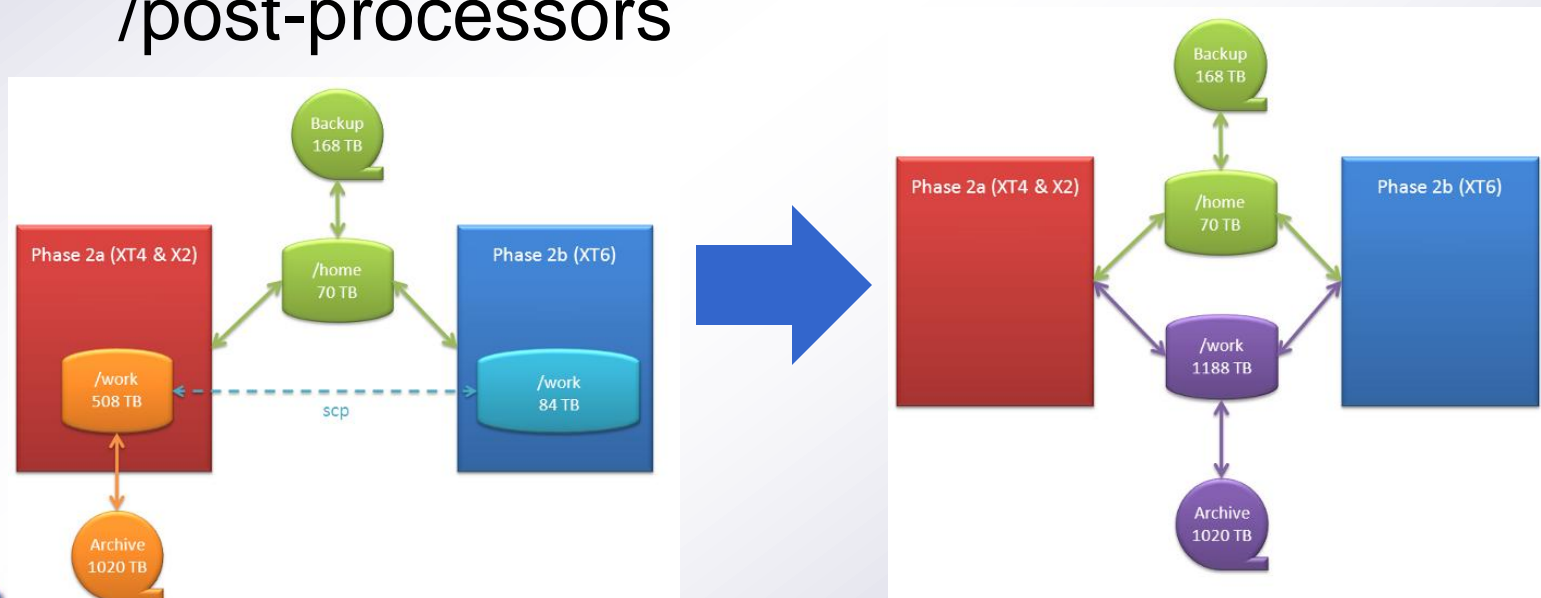 /post-processors
Backup
168 TB
Phase 2a (XT4 & X2)
/home
70 TB
Phase 2b (XT6)
/work
508 TB
scp
/work
84 TB
Archive
1020 TB
Backup
168 TB
Phase 2a (XT4 & X2)
/home
70 TB
Phase 2b (XT6)
/work
1188 TB
Archive
1020 TB